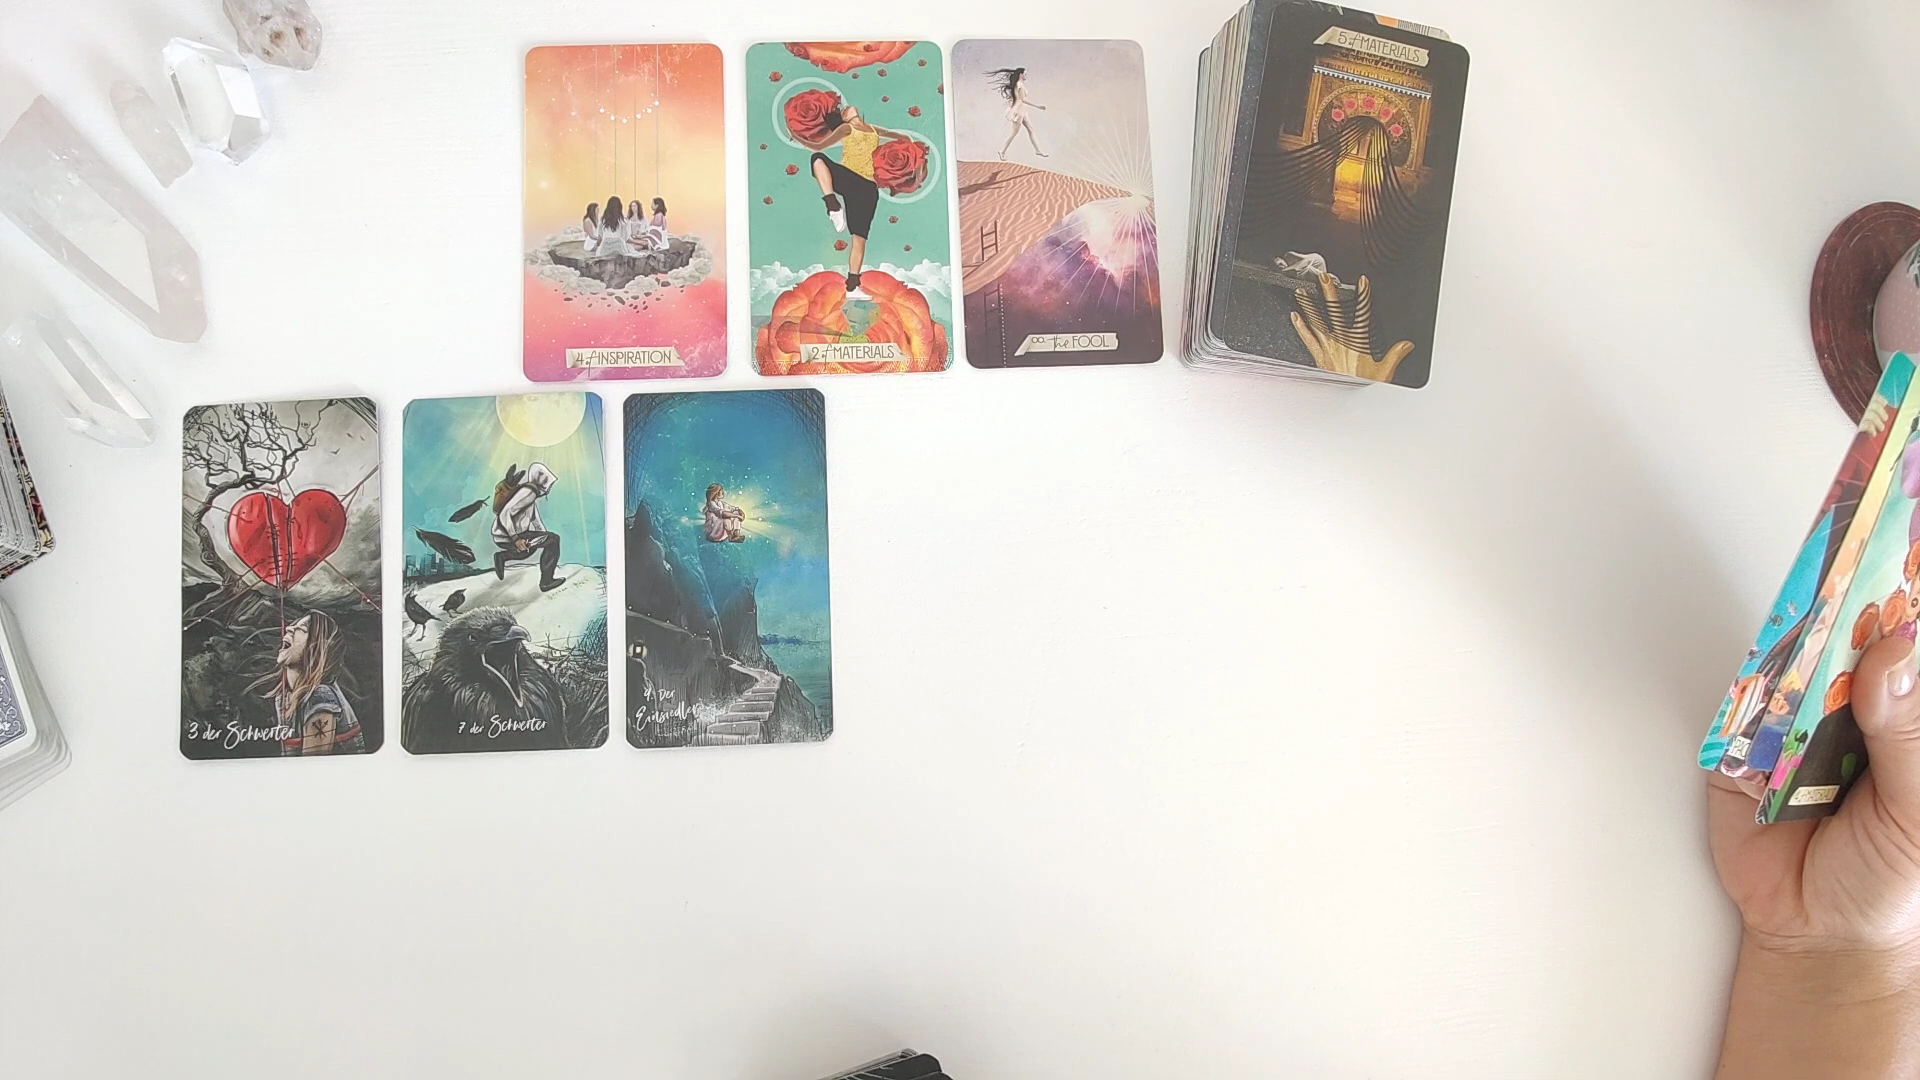 4 of INSPIRATION
2 of MATERIALS
00. the FOOL
5 of MATERIALS
3 der Schwerter
7 der Schwerter
9. Der
Einsiedler